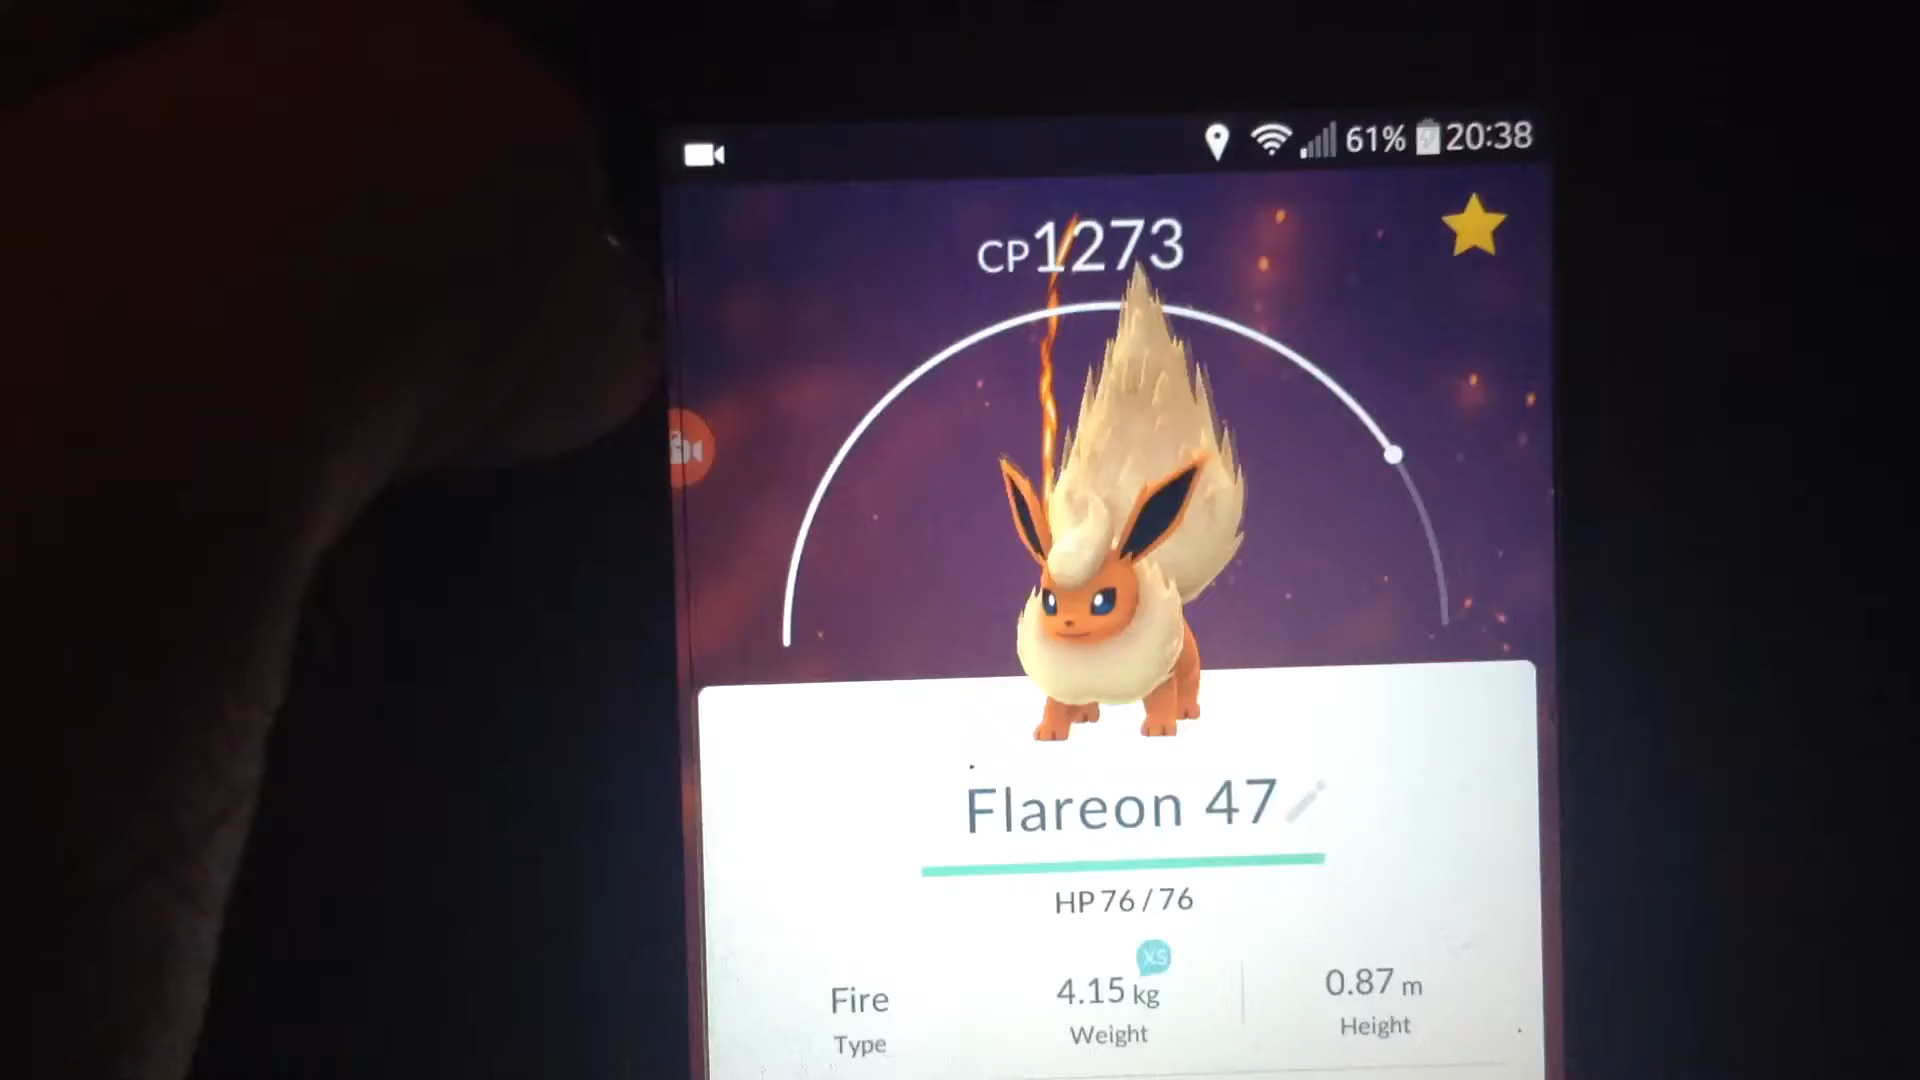 61% 20:38
CP1273
Flareon 47
HP 76 / 76
XS
Fire 4.15 kg 0.87 m
Type Weight Height